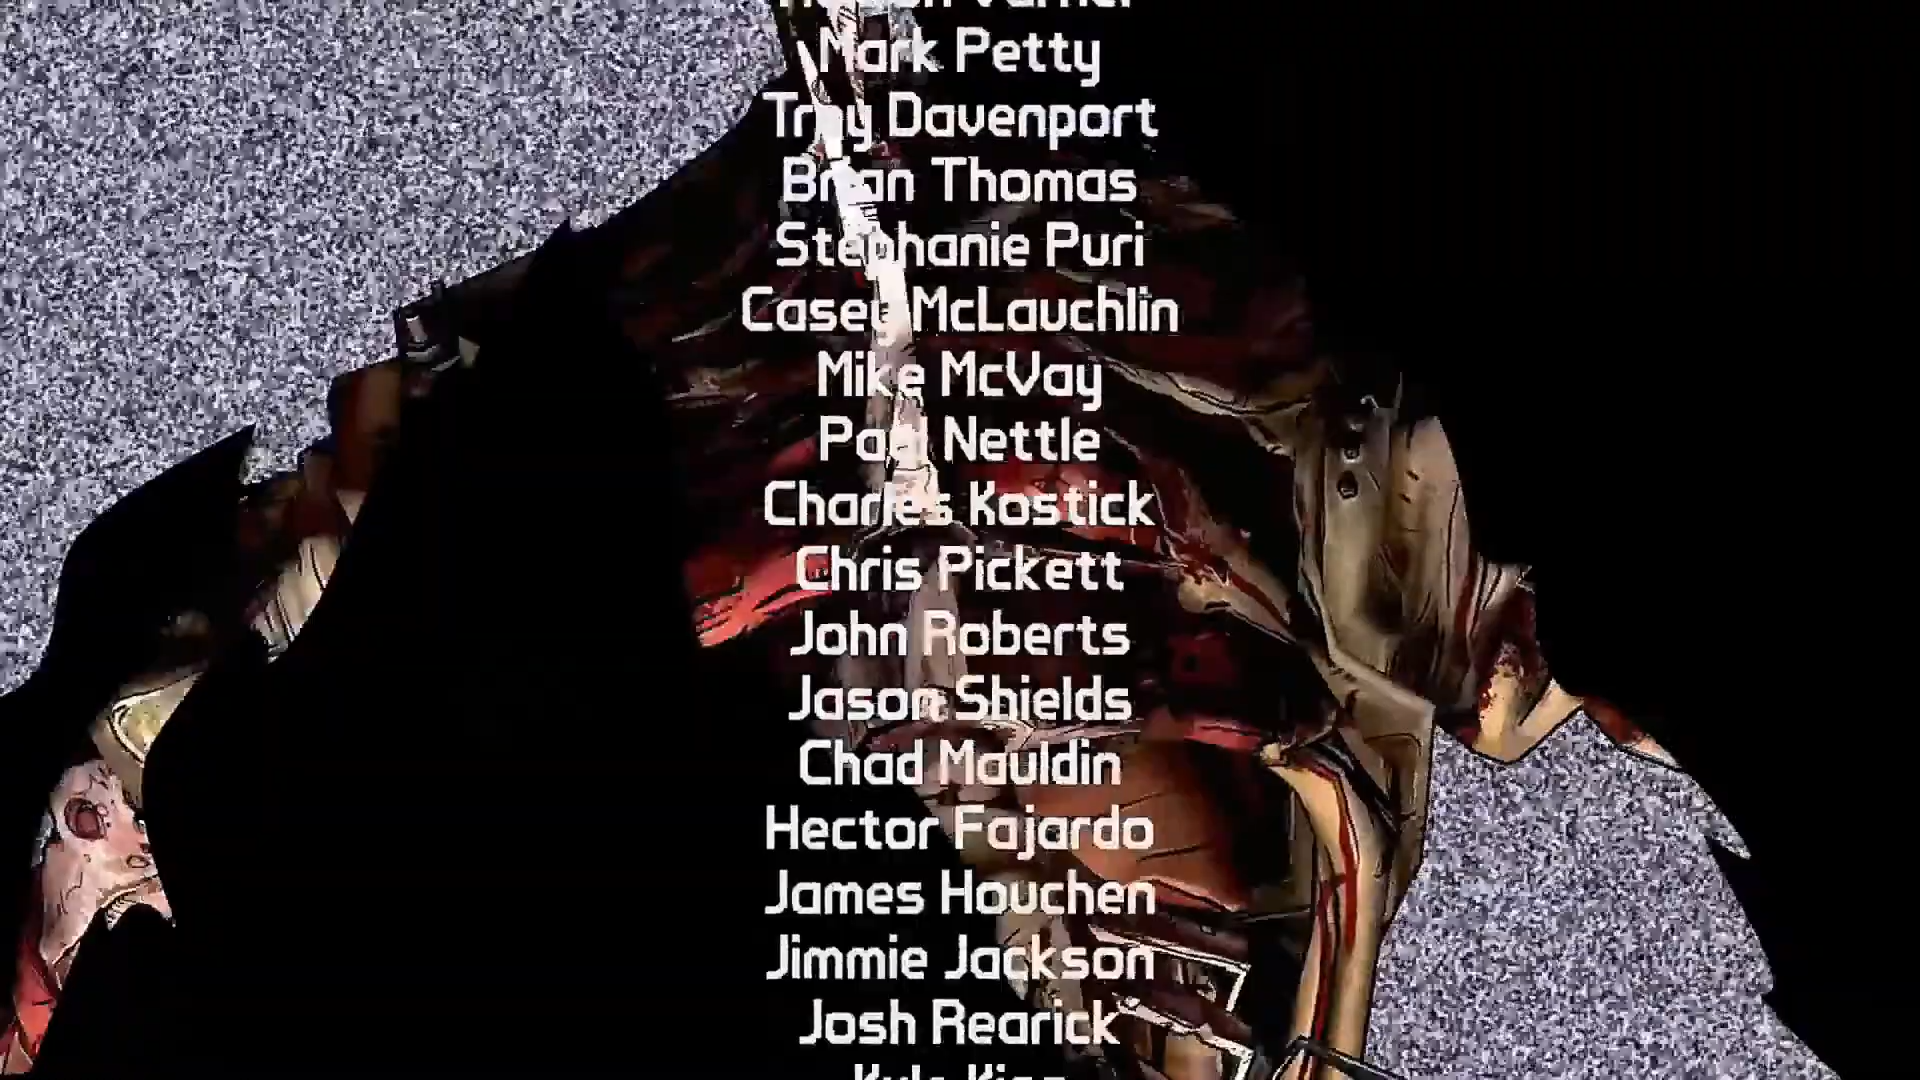 Mark Petty
Troy Davenport
Brian Thomas
Stephanie Puri
Casey McLauchlin
Mike McVay
Paul Nettle
Charles Kostick
Chris Pickett
John Roberts
Jason Shields
Chad Mauldin
Hector Fajardo
James Houchen
Jimmie Jackson
Josh Rearick